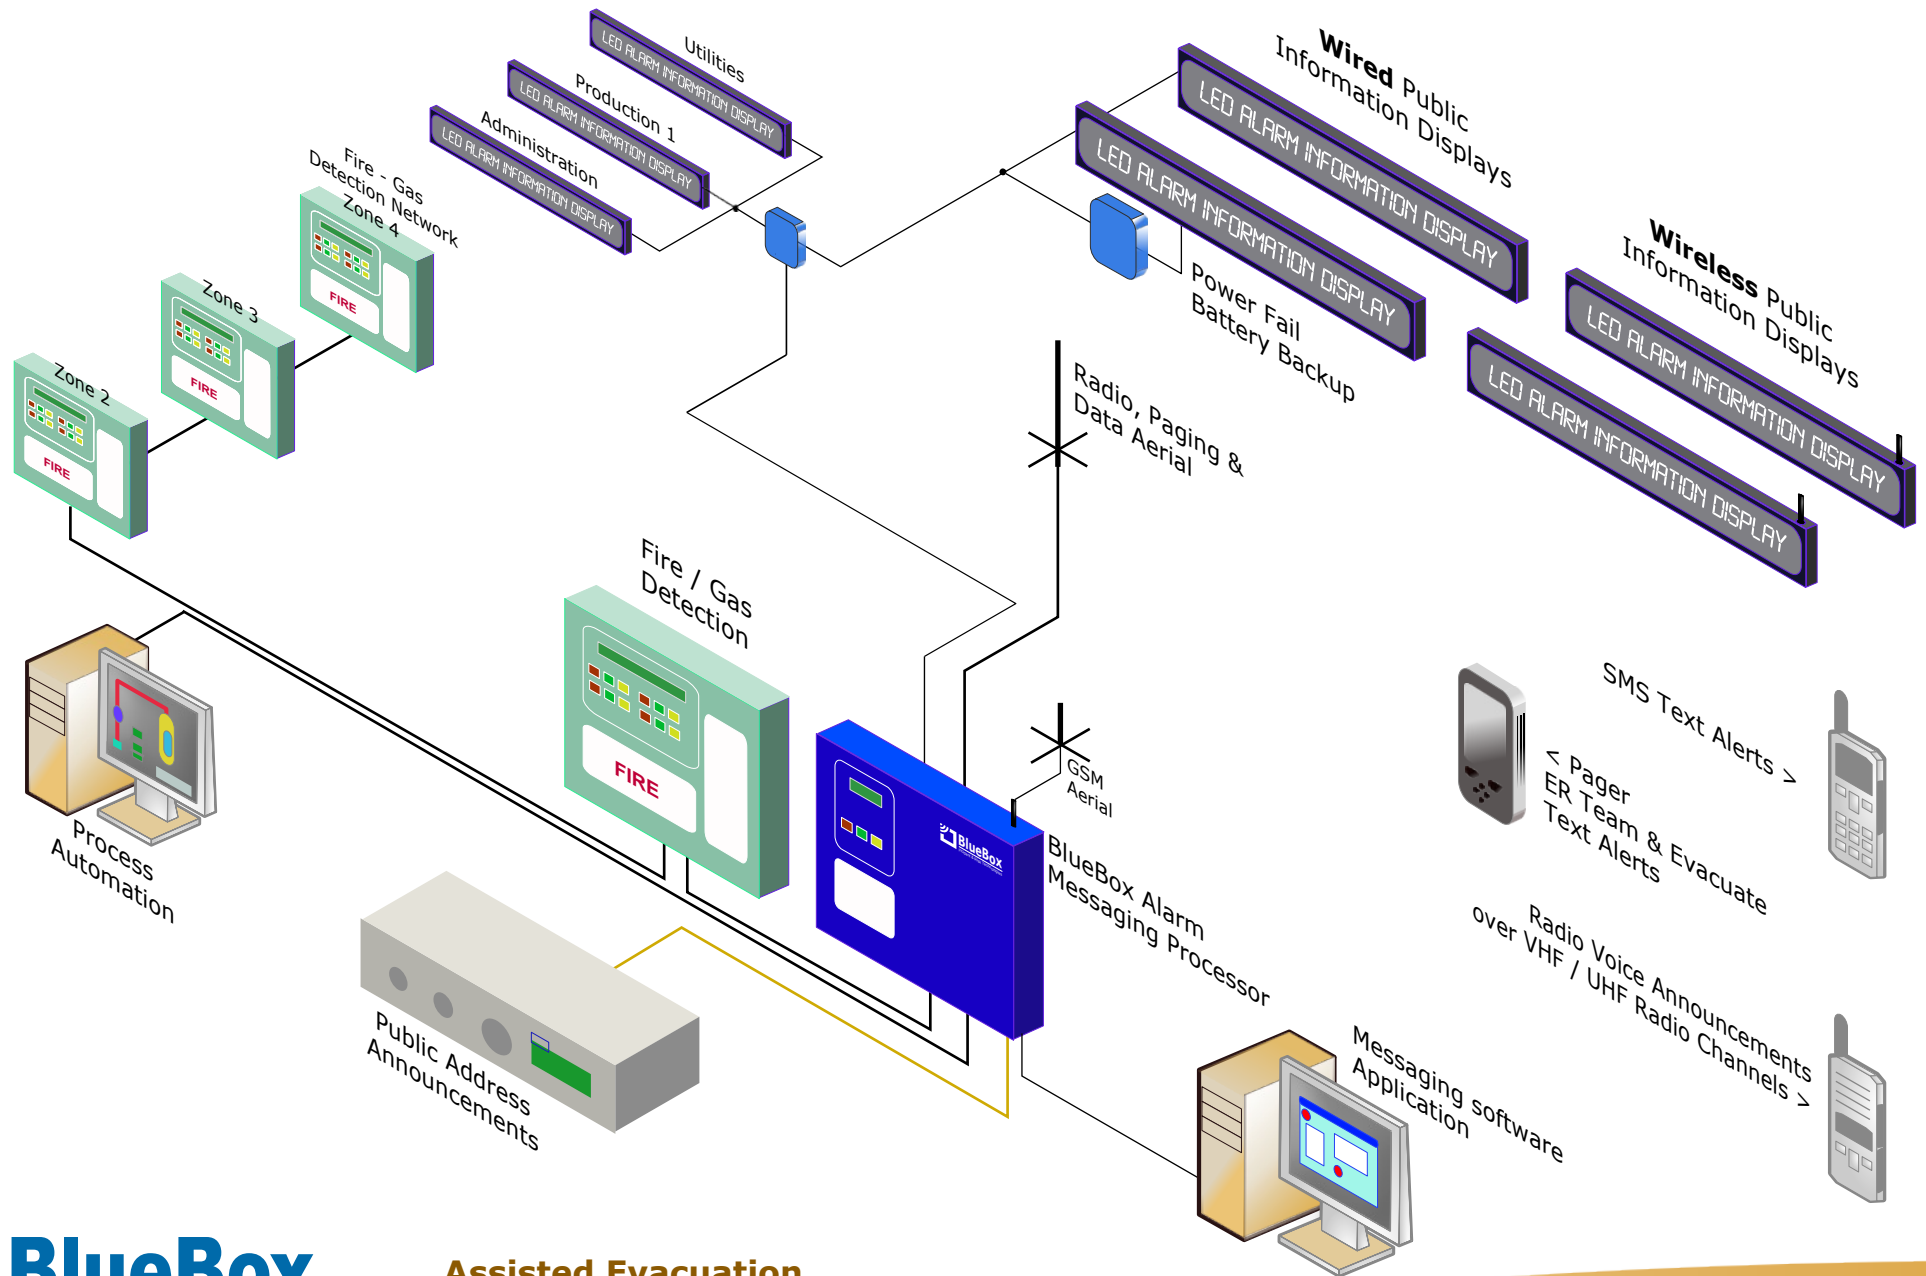 Utilities
LED ALARM INFORMATION DISPLAY
Production 1
LED ALARM INFORMATION DISPLAY
Administration
LED ALARM INFORMATION DISPLAY
Wired Public
Information Displays
LED ALARM INFORMATION DISPLAY
LED ALARM INFORMATION DISPLAY
Fire - Gas
Detection Network
Zone 4
FIRE
Zone 3
FIRE
Zone 2
FIRE
Wireless Public
Information Displays
LED ALARM INFORMATION DISPLAY
LED ALARM INFORMATION DISPLAY
Power Fail
Battery Backup
Radio, Paging &
Data Aerial
Fire / Gas
Detection
FIRE
GSM
Aerial
SMS Text Alerts >
< Pager
ER Team & Evacuate
Text Alerts
Process
Automation
BlueBox
BlueBox Alarm
Messaging Processor
Radio Voice Announcements
over VHF / UHF Radio Channels >
Public Address
Announcements
Messaging software
Application
BlueBox
Assisted Evacuation